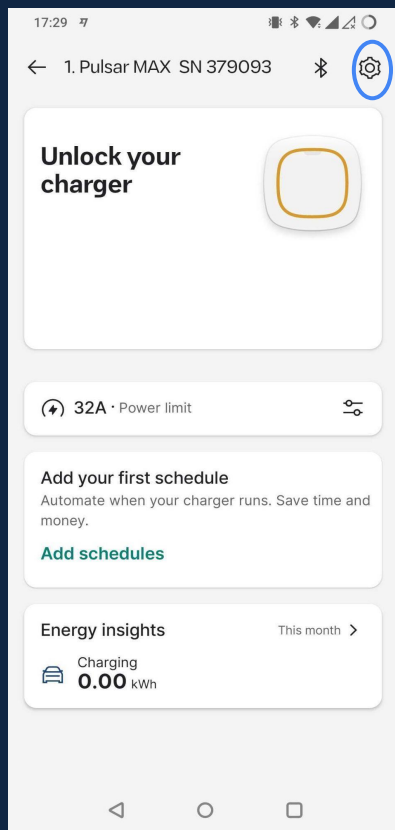 17:29
1. Pulsar MAX SN 379093
Unlock your
charger
32A · Power limit
Add your first schedule
Automate when your charger runs. Save time and
money.
Add schedules
Energy insights
This month
Charging
0.00 kWh